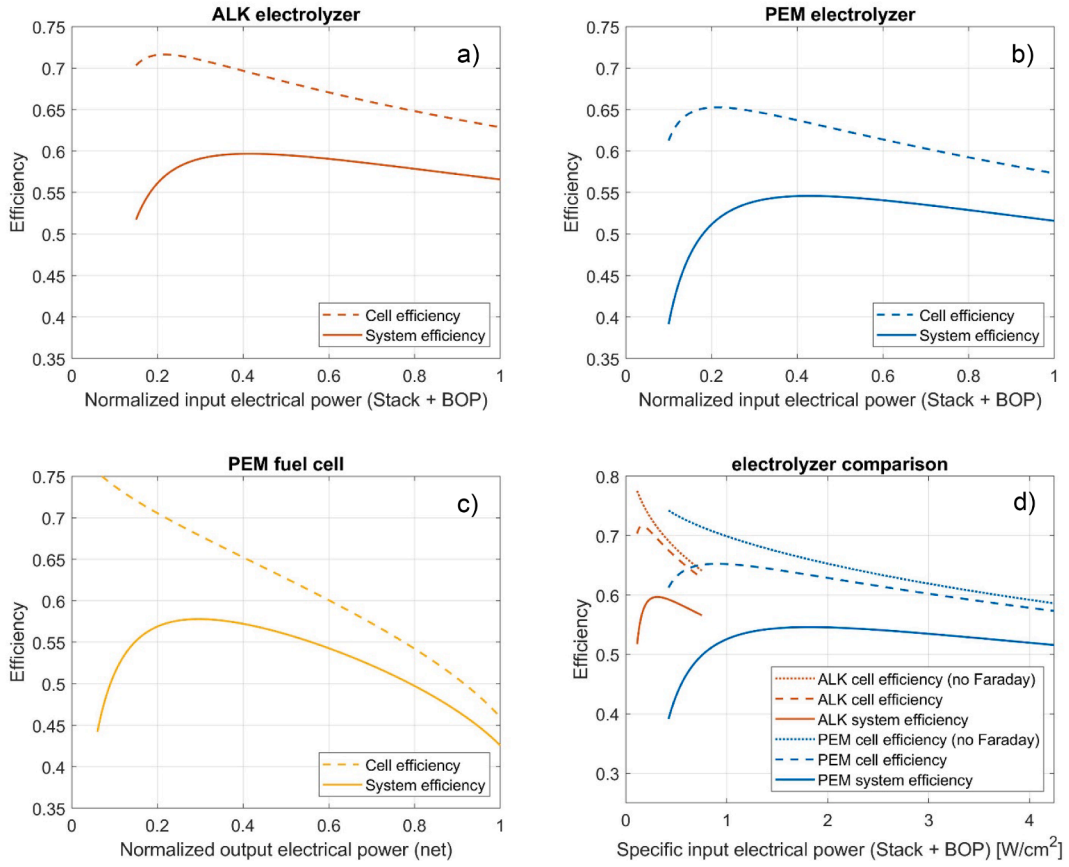 ALK electrolyzer
a)
0.75
0.7
0.65
0.6
0.55
0.5
0.45
0.4
0.35
Efficiency
Cell efficiency
System efficiency
0 0.2 0.4 0.6 0.8 1
Normalized input electrical power (Stack + BOP)
PEM electrolyzer
b)
0.75
0.7
0.65
0.6
0.55
0.5
0.45
0.4
0.35
Efficiency
Cell efficiency
System efficiency
0 0.2 0.4 0.6 0.8 1
Normalized input electrical power (Stack + BOP)
PEM fuel cell
c)
0.75
0.7
0.65
0.6
0.55
0.5
0.45
0.4
0.35
Efficiency
Cell efficiency
System efficiency
0 0.2 0.4 0.6 0.8 1
Normalized output electrical power (net)
electrolyzer comparison
d)
0.8
0.7
0.6
0.5
0.4
0.3
Efficiency
ALK cell efficiency (no Faraday)
ALK cell efficiency
ALK system efficiency
PEM cell efficiency (no Faraday)
PEM cell efficiency
PEM system efficiency
0 1 2 3 4
Specific input electrical power (Stack + BOP) [W/cm²]